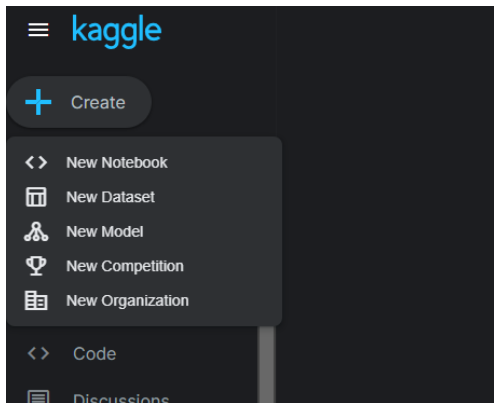 kaggle
Create
New Notebook
New Dataset
New Model
New Competition
New Organization
Code
Discussions